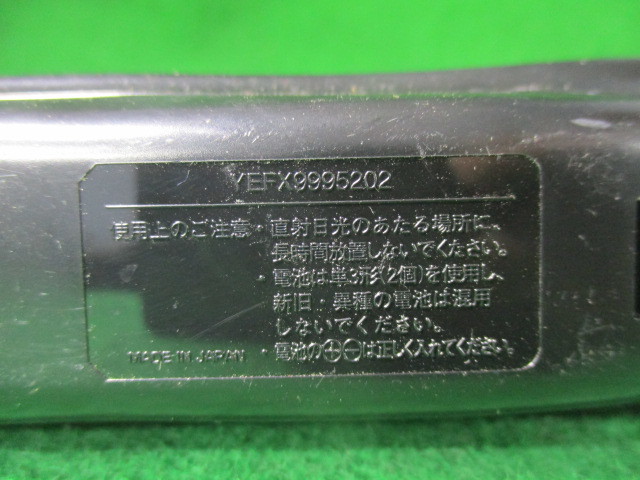 YEFX9995202
使用上のご注意・直射日光のあたる場所に、
長時間放置しないでください。
・電池は単3形(2個)を使用し、
新旧・異種の電池は混用
しないでください。
MADE IN JAPAN ・電池の⊕⊖は正しく入れてください。